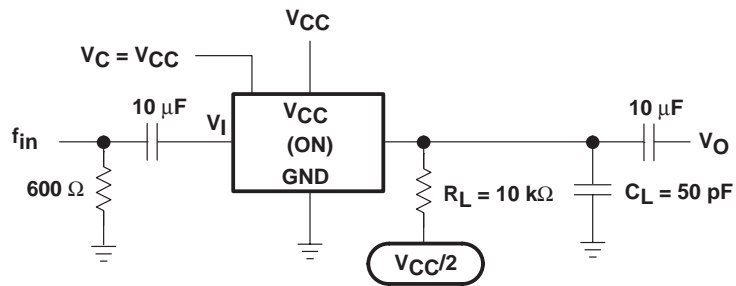 VCC
VC = VCC
10 μF
10 μF
fin
VI
VCC
(ON)
GND
VO
600 Ω
RL = 10 kΩ
CL = 50 pF
VCC/2